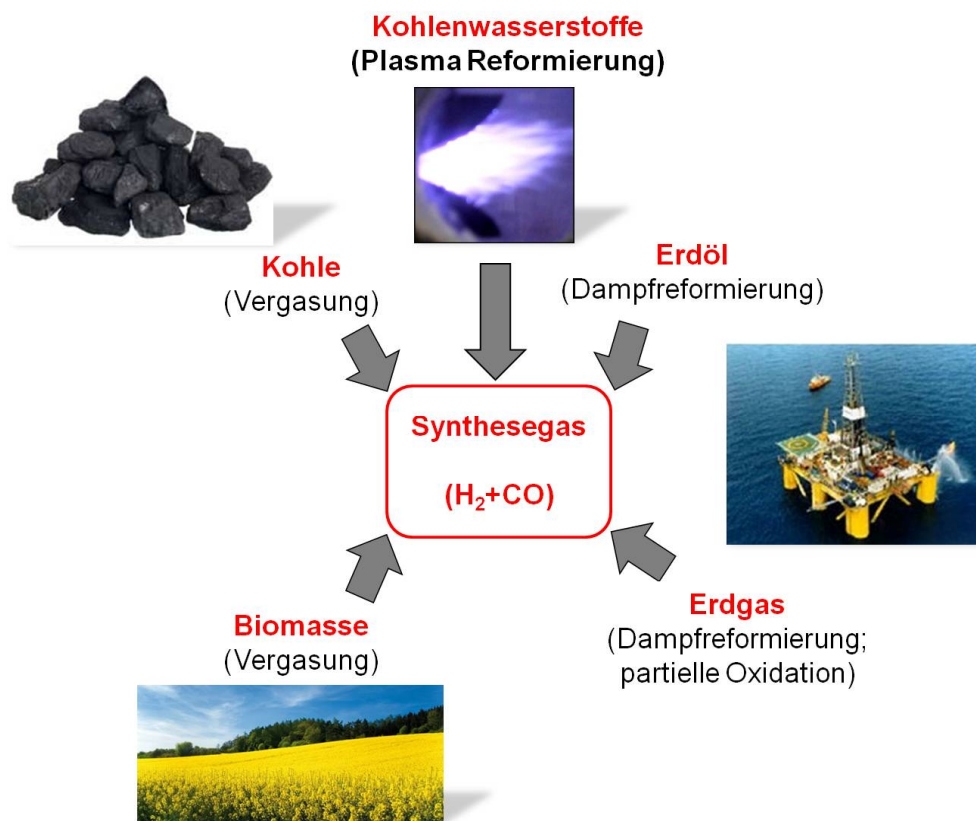 Kohlenwasserstoffe
(Plasma Reformierung)
Kohle
(Vergasung)
Erdöl
(Dampfreformierung)
Synthesegas
(H₂+CO)
Biomasse
(Vergasung)
Erdgas
(Dampfreformierung;
partielle Oxidation)